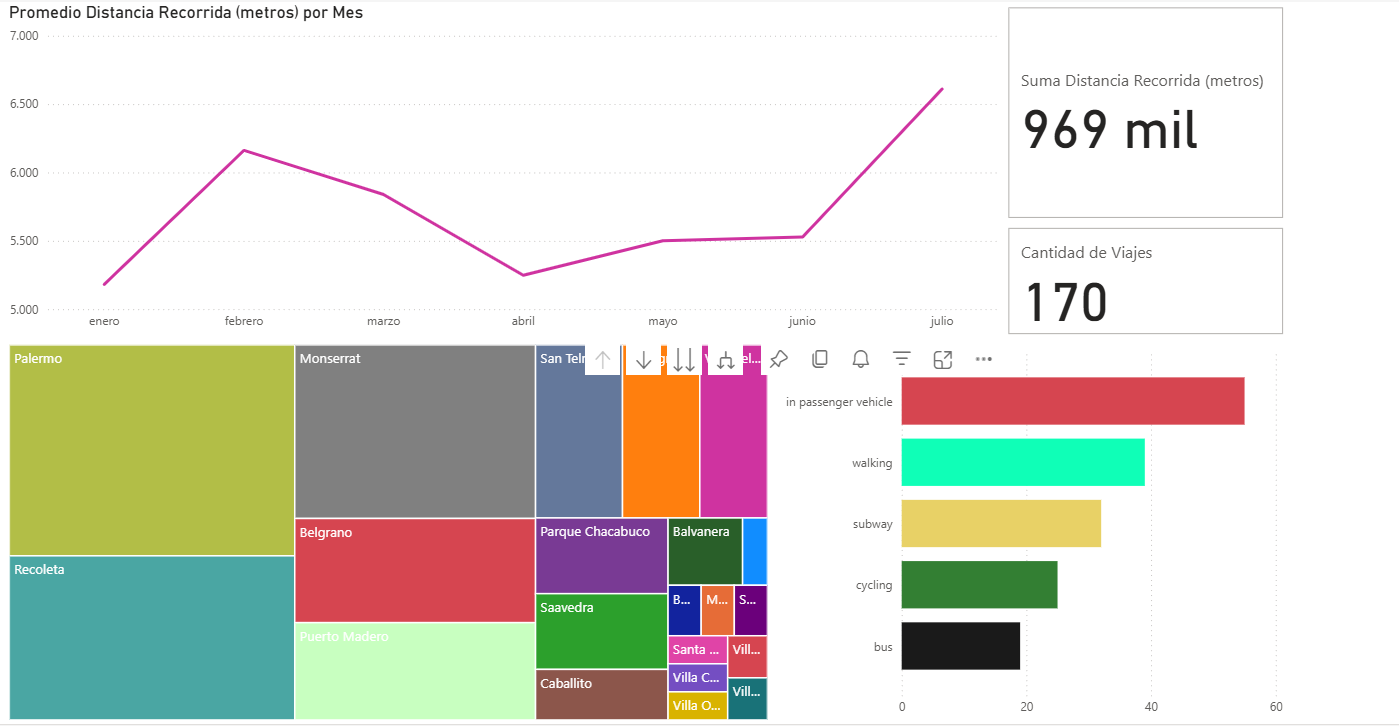 Promedio Distancia Recorrida (metros) por Mes
7.000
6.500
6.000
5.500
5.000
enero
febrero
marzo
abril
mayo
junio
julio
Suma Distancia Recorrida (metros)
969 mil
Cantidad de Viajes
170
Palermo
Recoleta
Monserrat
Belgrano
Puerto Madero
San Tel
Parque Chacabuco
Saavedra
Caballito
Balvanera
B...
M...
S...
Santa ...
Vill...
Villa C...
Vill...
Villa O...
in passenger vehicle
walking
subway
cycling
bus
0
20
40
60